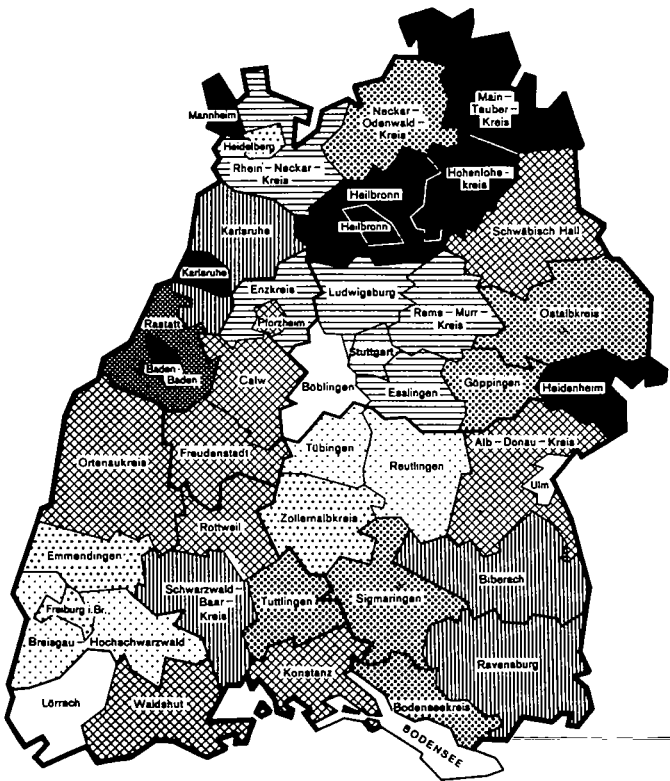 Mannheim
Neckar-
Odenwald-
Kreis
Main-
Tauber-
Kreis
Heidelberg
Rhein-Neckar-
Kreis
Hohenlohe-
kreis
Heilbronn
Heilbronn
Karlsruhe
Schwäbisch Hall
Karlsruhe
Enzkreis
Ludwigsburg
Rems-Murr-
Kreis
Ostalbkreis
Rastatt
Pforzheim
Baden-
Baden
Calw
Böblingen
Stuttgart
Esslingen
Göppingen
Heidenheim
Alb-Donau-Kreis
Ortenaukreis
Freudenstadt
Tübingen
Reutlingen
Ulm
Rottweil
Zollernalbkreis
Emmendingen
Schwarzwald-
Baar-
Kreis
Tuttlingen
Sigmaringen
Biberach
Freiburg i.Br.
Breisgau-Hochschwarzwald
Konstanz
Ravensburg
Lörrach
Waldshut
Bodenseekreis
BODENSEE